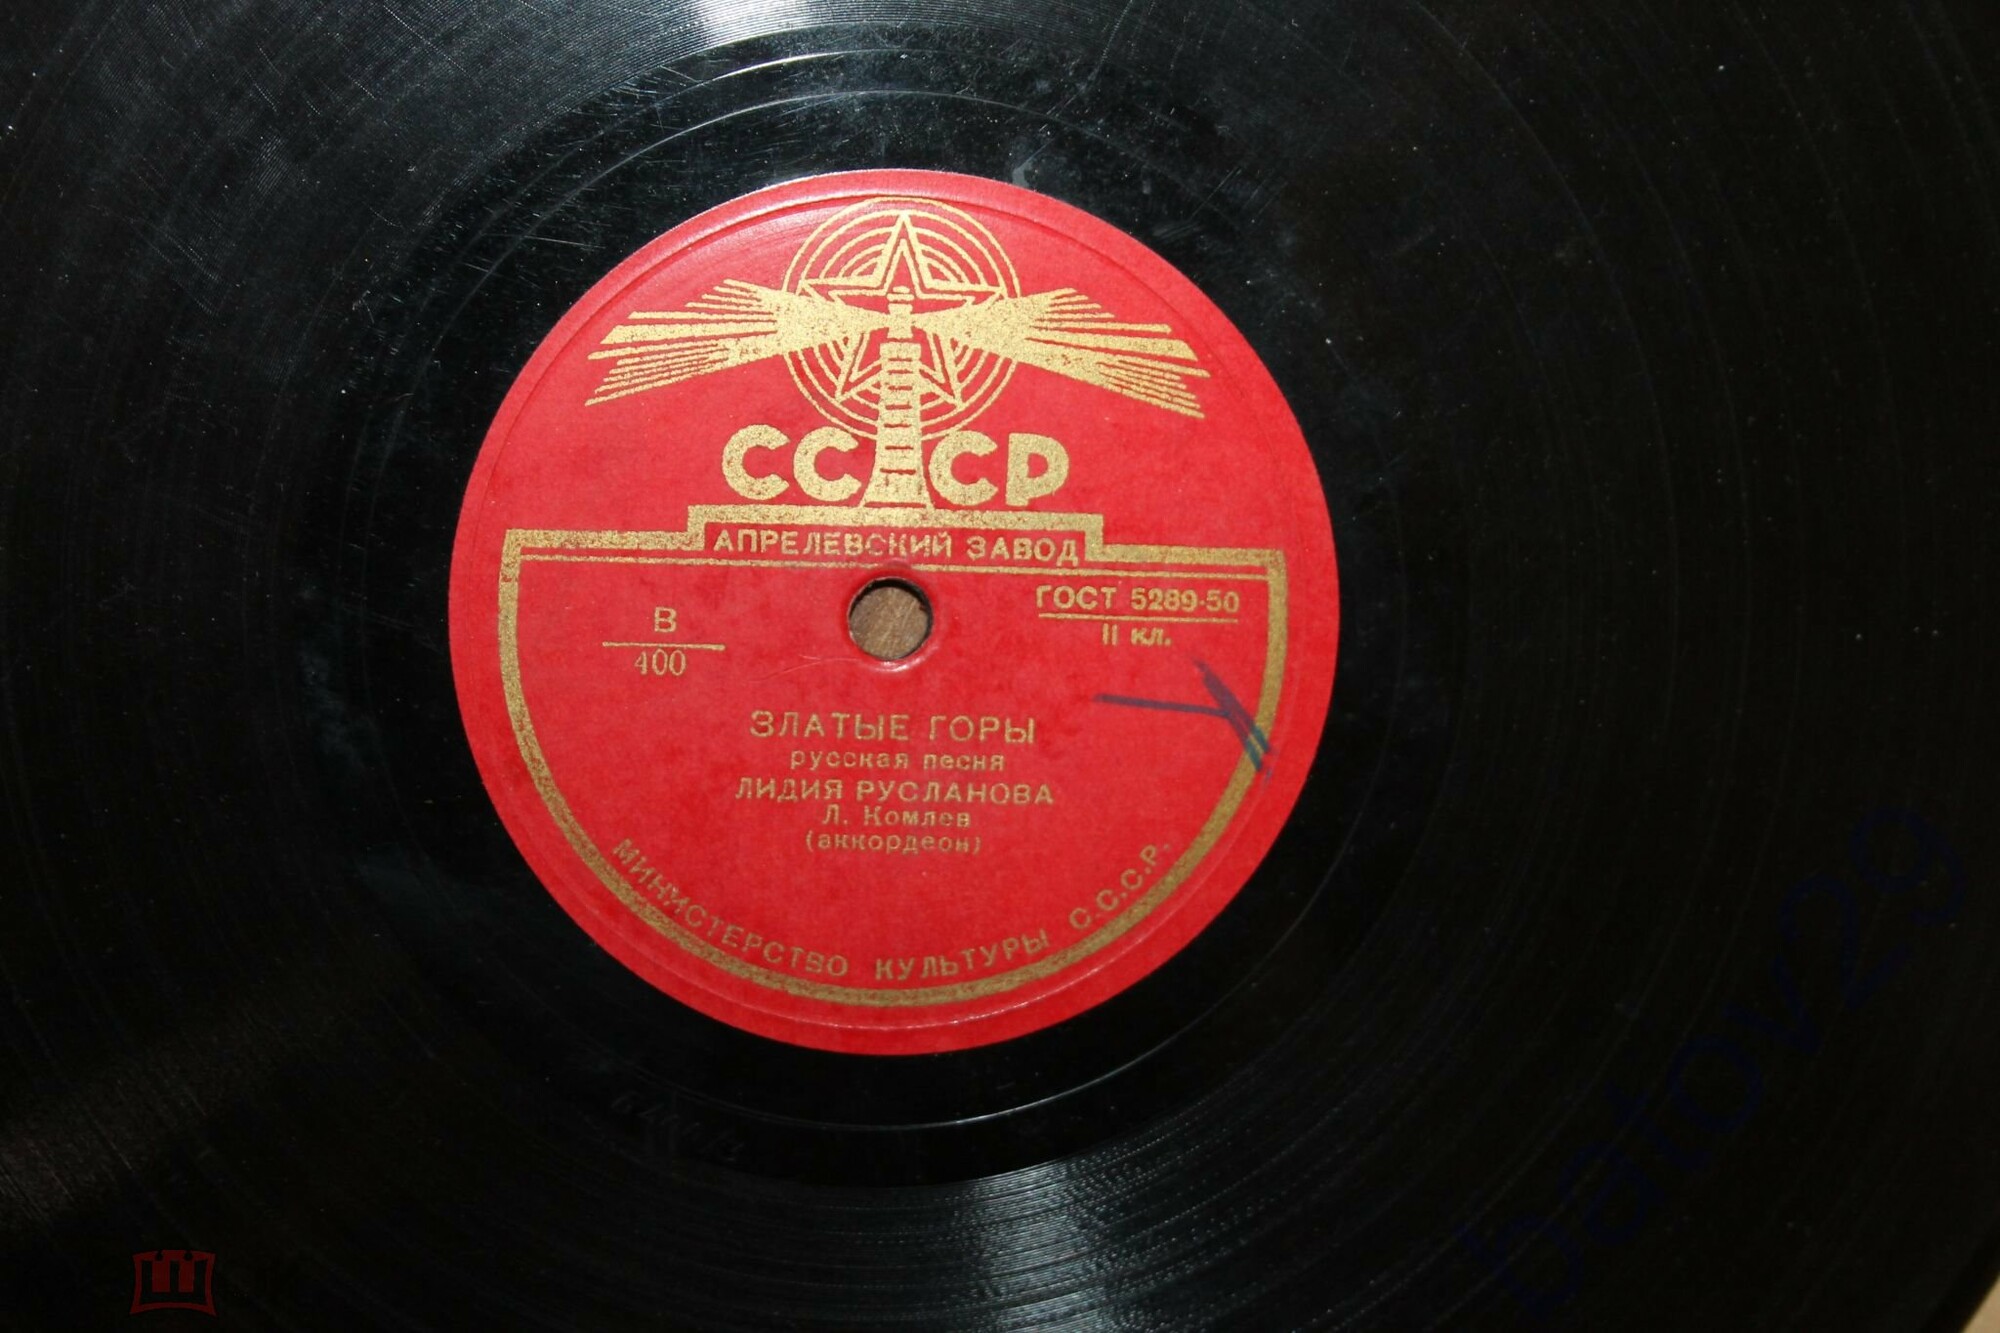 СССР
АПРЕЛЕВСКИЙ ЗАВОД
В
400
ГОСТ 5289-50
II кл.
ЗЛАТЫЕ ГОРЫ
русская песня
ЛИДИЯ РУСЛАНОВА
Л. Комлев
(аккордеон)
МИНИСТЕРСТВО КУЛЬТУРЫ С.С.С.Р.
batov29